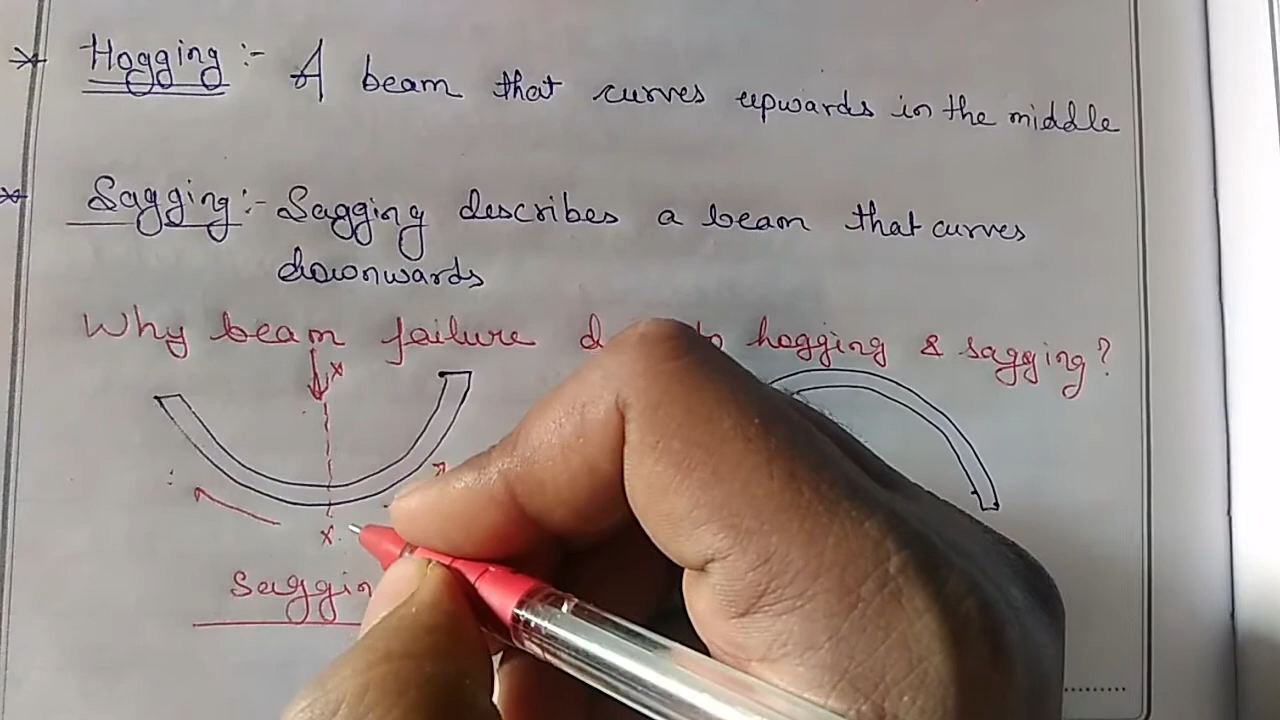 * Hogging :- A beam that curves upwards in the middle
* Sagging :- Sagging describes a beam that curves
downwards
Why beam failure hogging & sagging?
x
x